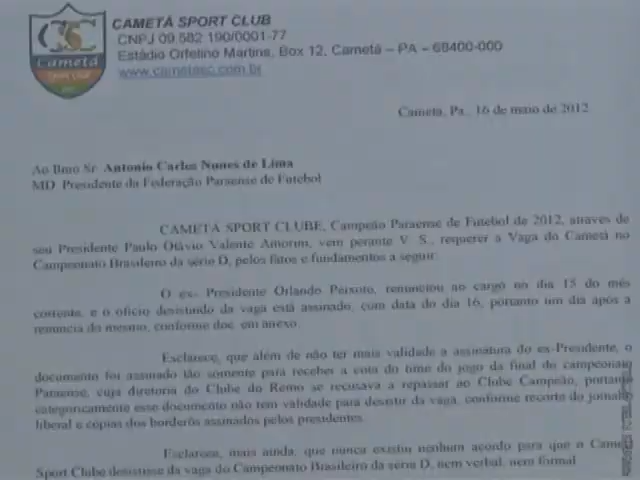 CSC
Cametá
CAMETÁ SPORT CLUB
CNPJ 09.582.190/0001-77
Estádio Orfelino Martins, Box 12, Cametá – PA – 68400-000
www.cametasc.com.br
Cametá, Pa., 16 de maio de 2012.
Ao Ilmo Sr. Antonio Carlos Nunes de Lima
MD. Presidente da Federação Paraense de Futebol
CAMETÁ SPORT CLUBE, Campeão Paraense de Futebol de 2012, através de
seu Presidente Paulo Otávio Valente Amorim, vem perante V. S., requerer a Vaga do Cametá no
Campeonato Brasileiro da série D, pelos fatos e fundamentos a seguir:
O ex- Presidente Orlando Peixoto, renunciou ao cargo no dia 15 do mês
corrente, e o oficio desistindo da vaga está assinado, com data do dia 16, portanto um dia após a
renuncia do mesmo, conforme doc. em anexo.
Esclarece, que além de não ter mais validade a assinatura do ex-Presidente, o
documento foi assinado tão somente para receber a cota do time do jogo da final do campeonato
Paraense, cuja diretoria do Clube do Remo se recusava a repassar ao Clube Campeão, portanto
categoricamente esse documento não tem validade para desistir da vaga, conforme recorte do jornal
liberal e cópias dos borderôs assinados pelos presidentes.
Esclarece, mais ainda, que nunca existiu nenhum acordo para que o Cametá
Sport Clube desistisse da vaga do Campeonato Brasileiro da série D, nem verbal, nem formal.